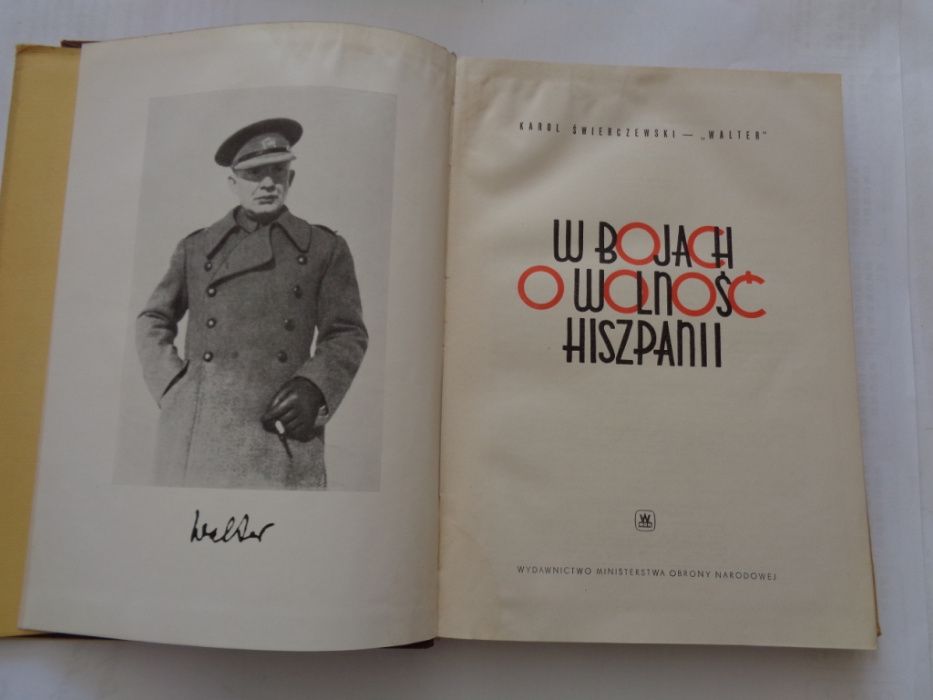 Walter
KAROL ŚWIERCZEWSKI — „WALTER"
W BOJACH
O WOLNOŚĆ
HISZPANII
WYDAWNICTWO MINISTERSTWA OBRONY NARODOWEJ